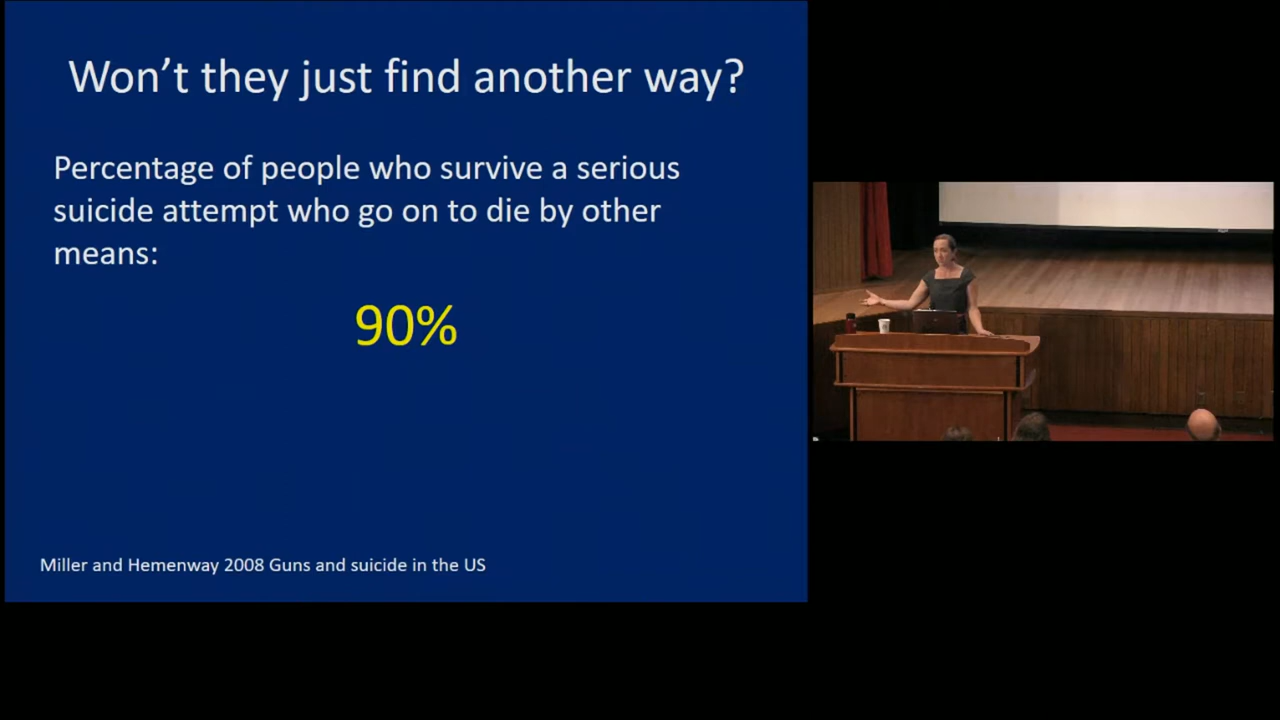 Won’t they just find another way?
Percentage of people who survive a serious
suicide attempt who go on to die by other
means:
90%
Miller and Hemenway 2008 Guns and suicide in the US